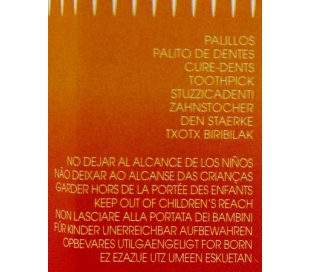 PALILLOS
PALITO DE DENTES
CURE-DENTS
TOOTHPICK
STUZZICADENTI
ZAHNSTOCHER
DEN STAERKE
TXOTX BIRIBILAK
NO DEJAR AL ALCANCE DE LOS NIÑOS
NÃO DEIXAR AO ALCANSE DAS CRIANÇAS
GARDER HORS DE LA PORTÉE DES ENFANTS
KEEP OUT OF CHILDREN'S REACH
NON LASCIARE ALLA PORTATA DEI BAMBINI
FÜR KINDER UNERREICHBAR AUFBEWAHREN
OPBEVARES UTILGAENGELIGT FOR BORN
EZ EZAZUE UTZ UMEEN ESKUETAN